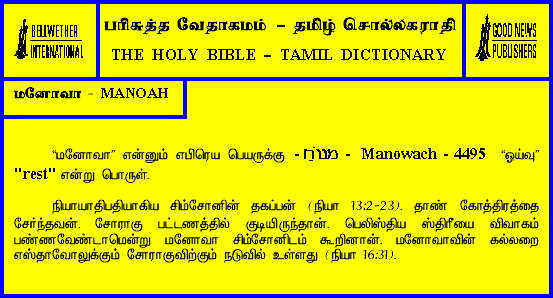 BELLWETHER
INTERNATIONAL
பரிசுத்த வேதாகமம் – தமிழ் சொல்லகராதி
THE HOLY BIBLE – TAMIL DICTIONARY
GOOD NEWS
PUBLISHERS
மனோவா - MANOAH
“மனோவா” என்னும் எபிரெய பெயருக்கு - מנוֹח - Manowach - 4495 “ஓய்வு”
"rest" என்று பொருள்.
நியாயாதிபதியாகிய சிம்சோனின் தகப்பன் (நியா 13:2-23). தாண் கோத்திரத்தை
சேர்ந்தவன். சோராகு பட்டணத்தில் குடியிருந்தான். பெலிஸ்திய ஸ்திரீயை விவாகம்
பண்ணவேண்டாமென்று மனோவா சிம்சோனிடம் கூறினான். மனோவாவின் கல்லறை
எஸ்தாவோலுக்கும் சோராகுவிற்கும் நடுவில் உள்ளது (நியா 16:31).